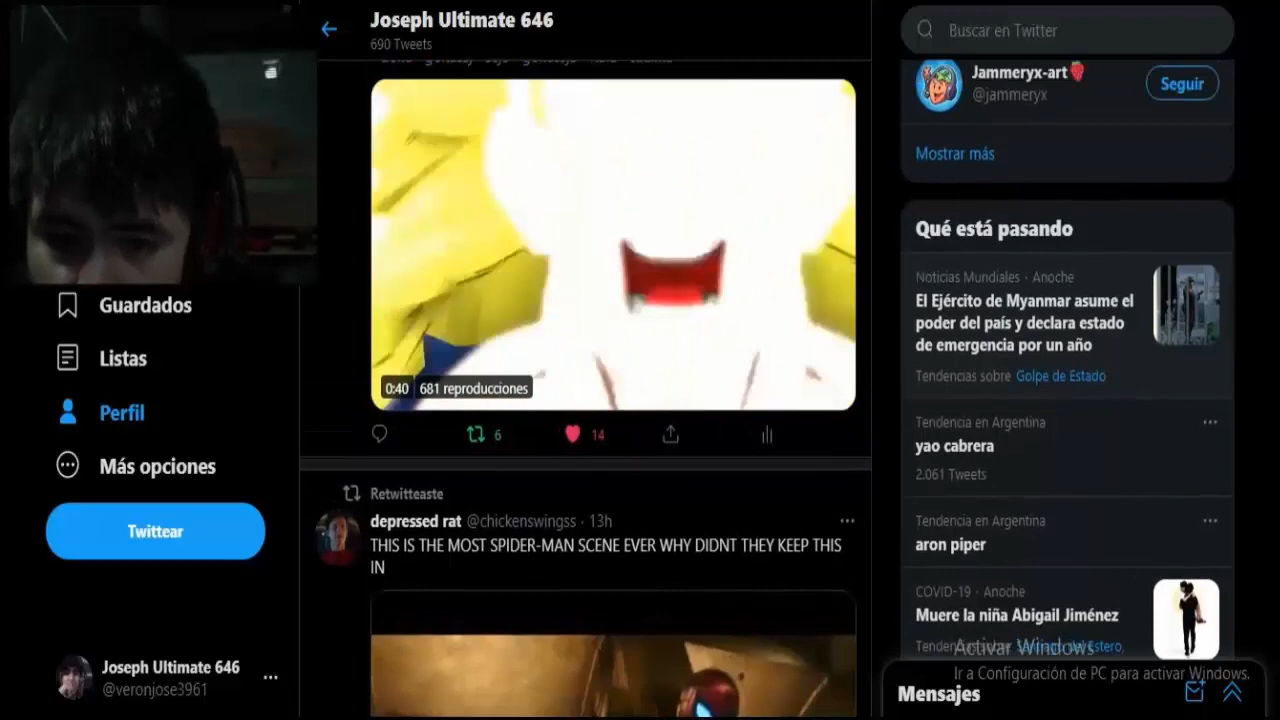 Joseph Ultimate 646
690 Tweets
0:40
681 reproducciones
6
14
Retwitteaste
depressed rat @chickenswingss · 13h
THIS IS THE MOST SPIDER-MAN SCENE EVER WHY DIDNT THEY KEEP THIS
IN
Guardados
Listas
Perfil
Más opciones
Twittear
Joseph Ultimate 646
@veronjose3961
Buscar en Twitter
Jammeryx-art
@jammeryx
Seguir
Mostrar más
Qué está pasando
Noticias Mundiales · Anoche
El Ejército de Myanmar asume el
poder del país y declara estado
de emergencia por un año
Tendencias sobre Golpe de Estado
Tendencia en Argentina
yao cabrera
2.061 Tweets
Tendencia en Argentina
aron piper
COVID-19 · Anoche
Muere la niña Abigail Jiménez
Activar Windows
Ir a Configuración de PC para activar Windows.
Mensajes